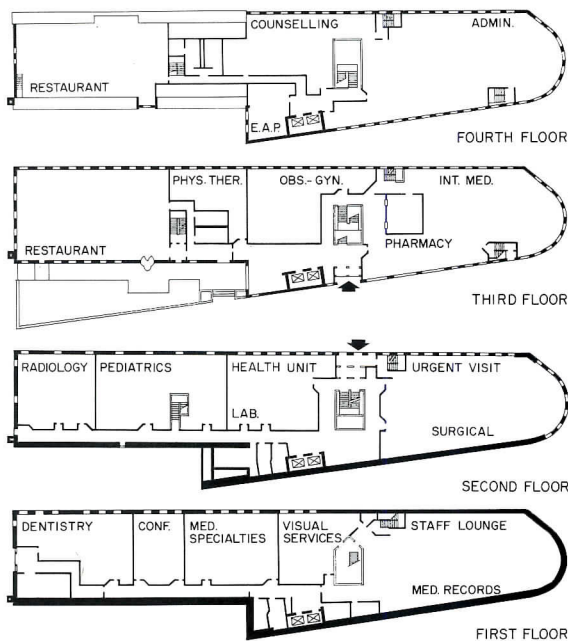 COUNSELLING
ADMIN.
RESTAURANT
E.A.P.
FOURTH FLOOR
PHYS. THER.
OBS.-GYN.
INT. MED.
RESTAURANT
PHARMACY
THIRD FLOOR
RADIOLOGY
PEDIATRICS
HEALTH UNIT
URGENT VISIT
LAB.
SURGICAL
SECOND FLOOR
DENTISTRY
CONF.
MED.
SPECIALTIES
VISUAL
SERVICES
STAFF LOUNGE
MED. RECORDS
FIRST FLOOR